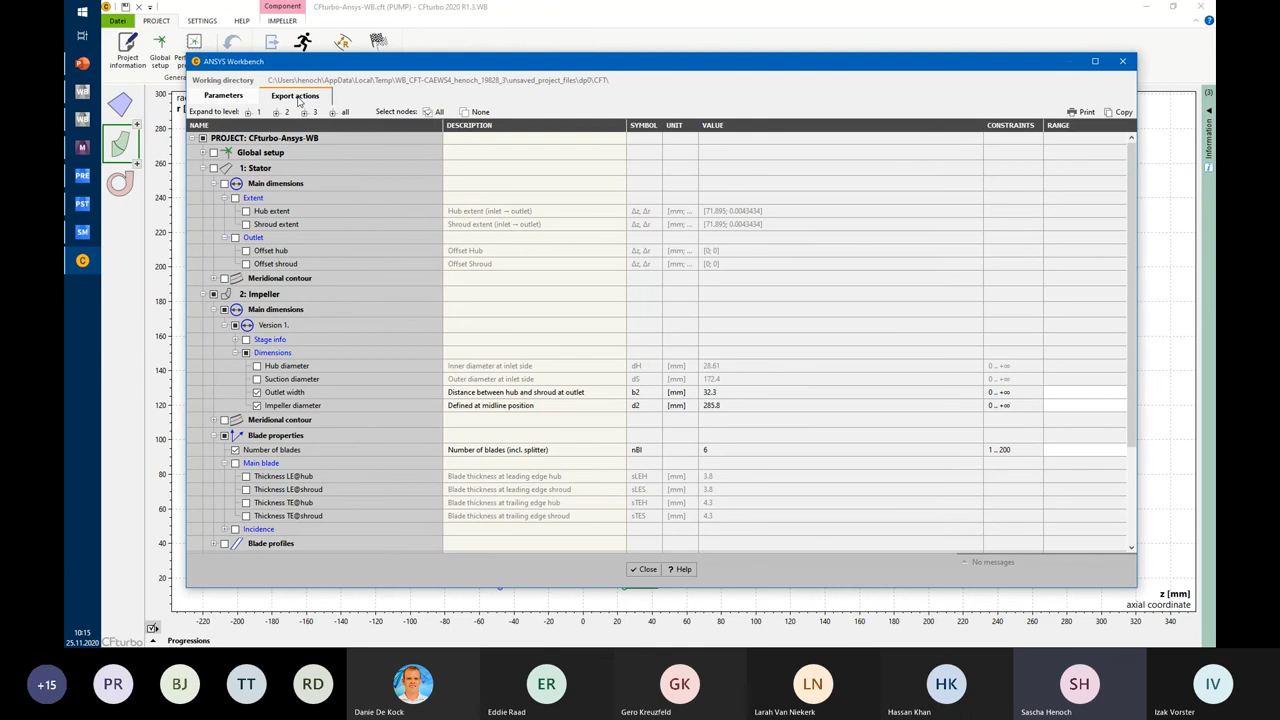 Component
CFturbo-Ansys-WB.cft (PUMP) — CFturbo 2020 R1.3.WB
Datei PROJECT SETTINGS HELP IMPELLER
Project information
Global setup
ANSYS Workbench
Working directory C:\Users\henoch\AppData\Local\Temp\WB_CFT-CAEWS4_henoch_19828_3\unsaved_project_files\dp0\CFT\
Parameters Export actions
Expand to level: 1 2 3 all Select nodes: All None Print Copy
NAME DESCRIPTION SYMBOL UNIT VALUE CONSTRAINTS RANGE
PROJECT: CFturbo-Ansys-WB
Global setup
1: Stator
Main dimensions
Extent
Hub extent Hub extent (inlet → outlet) Δz, Δr [mm; ... [71.895; 0.0043434]
Shroud extent Shroud extent (inlet → outlet) Δz, Δr [mm; ... [71.895; 0.0043434]
Outlet
Offset hub Offset Hub Δz, Δr [mm; ... [0; 0]
Offset shroud Offset Shroud Δz, Δr [mm; ... [0; 0]
Meridional contour
2: Impeller
Main dimensions
Version 1.
Stage info
Dimensions
Hub diameter Inner diameter at inlet side dH [mm] 28.61 0 .. +∞
Suction diameter Outer diameter at inlet side dS [mm] 172.4 0 .. +∞
Outlet width Distance between hub and shroud at outlet b2 [mm] 32.3 0 .. +∞
Impeller diameter Defined at midline position d2 [mm] 285.8 0 .. +∞
Meridional contour
Blade properties
Number of blades Number of blades (incl. splitter) nBl 6 1 .. 200
Main blade
Thickness LE@hub Blade thickness at leading edge hub sLEH [mm] 3.8
Thickness LE@shroud Blade thickness at leading edge shroud sLES [mm] 3.8
Thickness TE@hub Blade thickness at trailing edge hub sTEH [mm] 4.3
Thickness TE@shroud Blade thickness at trailing edge shroud sTES [mm] 4.3
Incidence
Blade profiles
No messages
Close Help
300
280
260
240
220
200
180
160
140
120
100
80
60
40
20
z [mm]
axial coordinate
-220 -200 -180 -160 -140 -120 -100 -80 -60 -40 -20 0 20 40 60 80 100 120 140 160 180 200 220 240 260 280 300 320 340
(3)
Information
10:15
25.11.2020
CFturbo
Progressions
WB
WB
M
PRE
PST
SM
+15 PR BJ TT RD ER GK LN HK SH IV
Danie De Kock Eddie Raad Gero Kreuzfeld Larah Van Niekerk Hassan Khan Sascha Henoch Izak Vorster